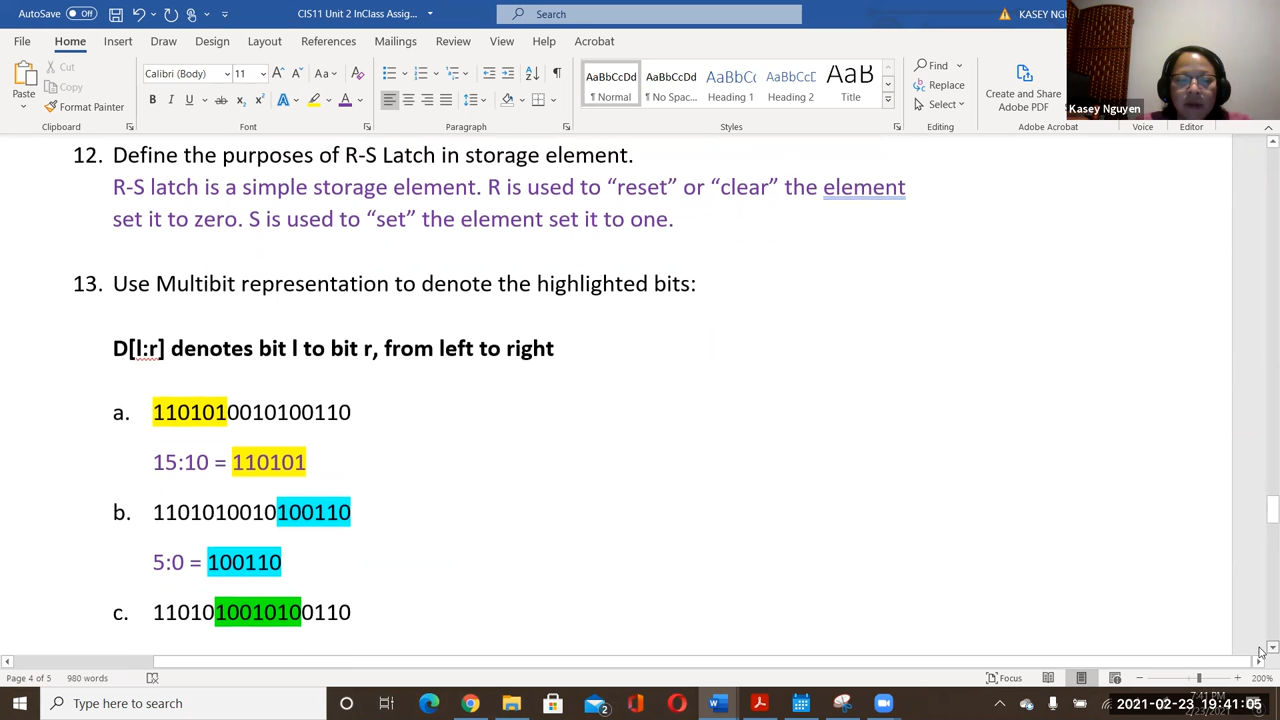 AutoSave Off CIS11 Unit 2 InClass Assig... Search KASEY NGU
File Home Insert Draw Design Layout References Mailings Review View Help Acrobat
Cut Calibri (Body) 11 AaBbCcDd AaBbCcDd AaBbCc AaBbCcD AaB Find
Copy Replace Create and Share
Paste Format Painter ¶ Normal ¶ No Spac... Heading 1 Heading 2 Title Select Adobe PDF Kasey Nguyen
Clipboard Font Paragraph Styles Editing Adobe Acrobat Voice Editor
12. Define the purposes of R-S Latch in storage element.
R-S latch is a simple storage element. R is used to “reset” or “clear” the element
set it to zero. S is used to “set” the element set it to one.
13. Use Multibit representation to denote the highlighted bits:
D[l:r] denotes bit l to bit r, from left to right
a. 1101010010100110
15:10 = 110101
b. 1101010010100110
5:0 = 100110
c. 1101010010100110
Page 4 of 5 980 words Focus 200%
Type here to search 2 7:41 PM
2021-02-23 19:41:05